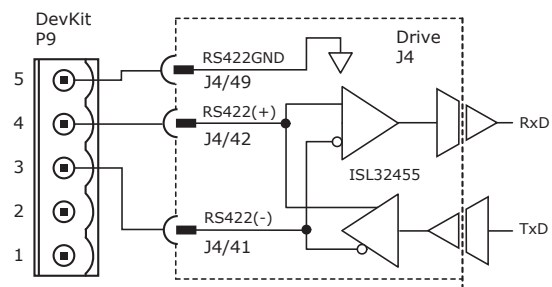 DevKit
P9
Drive
J4
5
RS422GND
J4/49
4
RS422(+)
J4/42
RxD
3
ISL32455
2
RS422(-)
TxD
1
J4/41